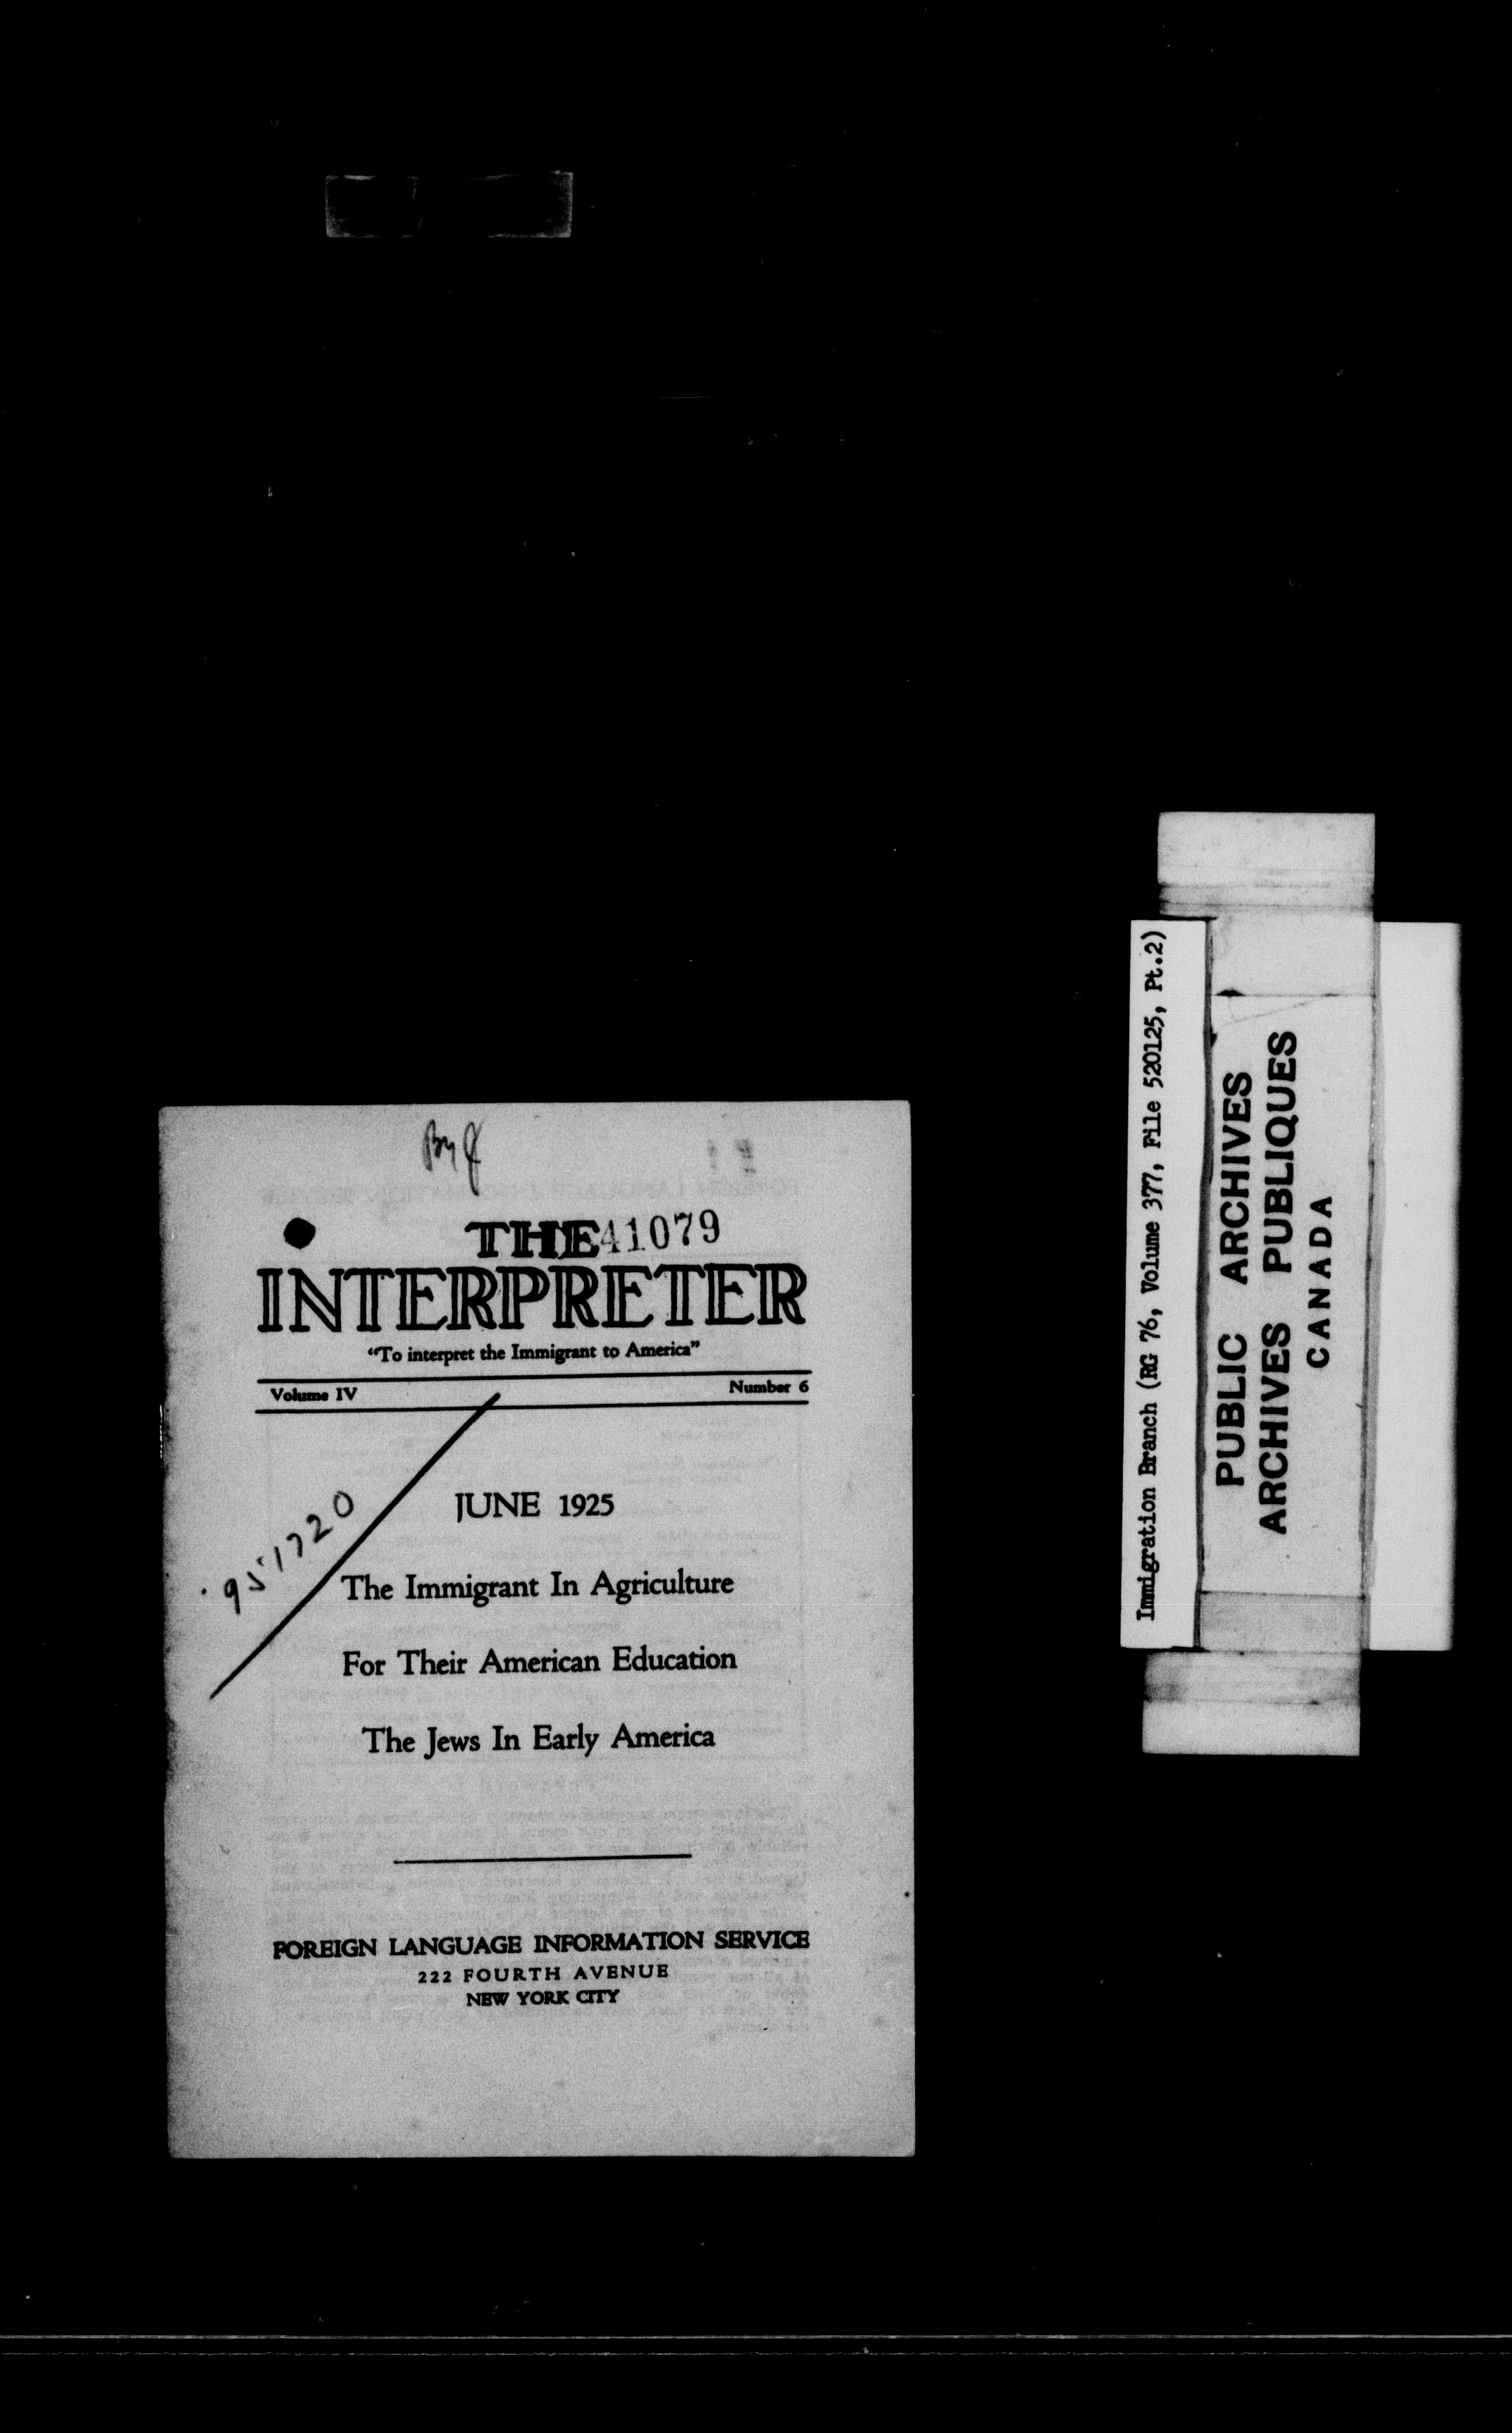 THE 41079
INTERPRETER
“To interpret the Immigrant to America”
Volume IV Number 6
951720
JUNE 1925
The Immigrant In Agriculture
For Their American Education
The Jews In Early America
FOREIGN LANGUAGE INFORMATION SERVICE
222 FOURTH AVENUE
NEW YORK CITY
Immigration Branch (RG 76, Volume 377, File 520125, Pt.2)
PUBLIC ARCHIVES
ARCHIVES PUBLIQUES
CANADA